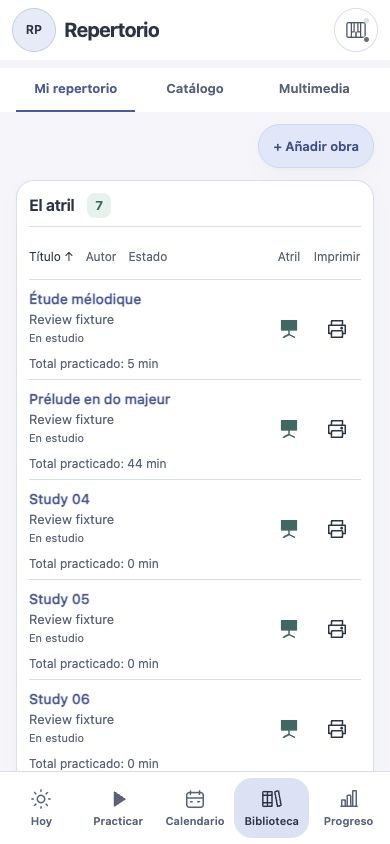 RP Repertorio
Mi repertorio Catálogo Multimedia
+ Añadir obra
El atril 7
Título ↑ Autor Estado Atril Imprimir
Étude mélodique
Review fixture
En estudio
Total practicado: 5 min
Prélude en do majeur
Review fixture
En estudio
Total practicado: 44 min
Study 04
Review fixture
En estudio
Total practicado: 0 min
Study 05
Review fixture
En estudio
Total practicado: 0 min
Study 06
Review fixture
En estudio
Total practicado: 0 min
Hoy Practicar Calendario Biblioteca Progreso